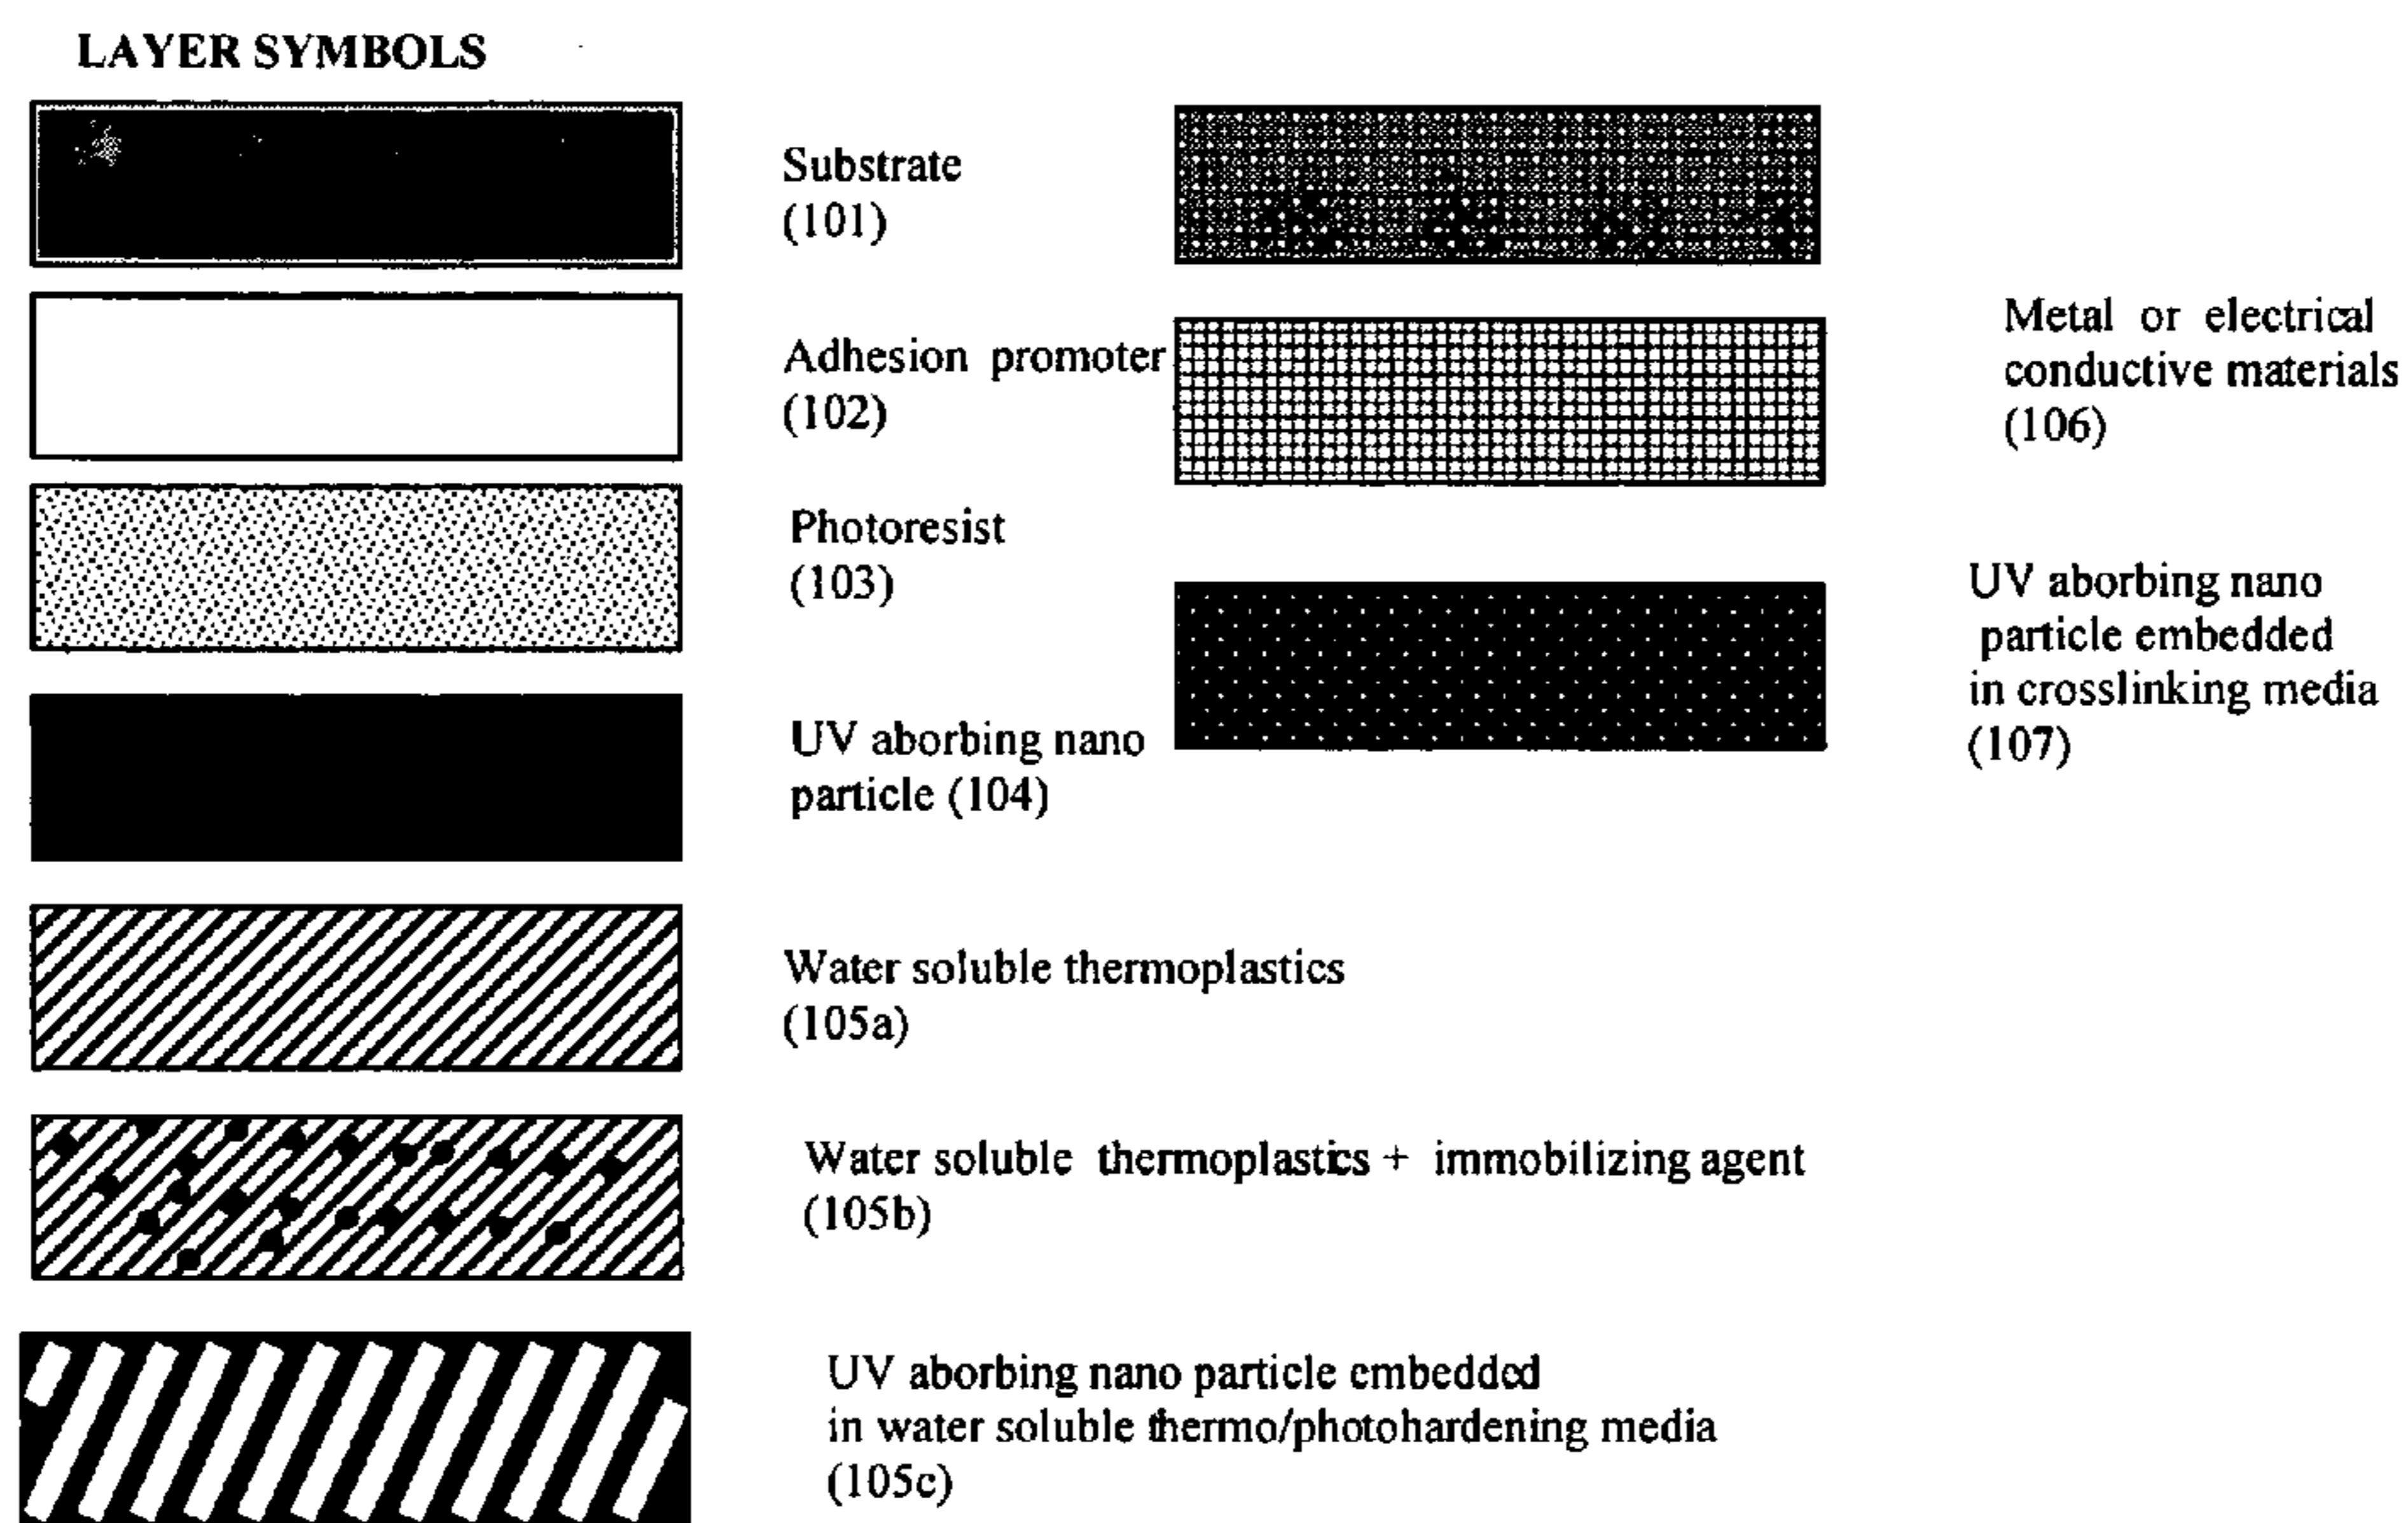 LAYER SYMBOLS
Substrate
(101)
Adhesion promoter
(102)
Photoresist
(103)
UV aborbing nano
particle (104)
Water soluble thermoplastics
(105a)
Water soluble thermoplastics + immobilizing agent
(105b)
UV aborbing nano particle embedded
in water soluble thermo/photohardening media
(105c)
Metal or electrical
conductive materials
(106)
UV aborbing nano
particle embedded
in crosslinking media
(107)